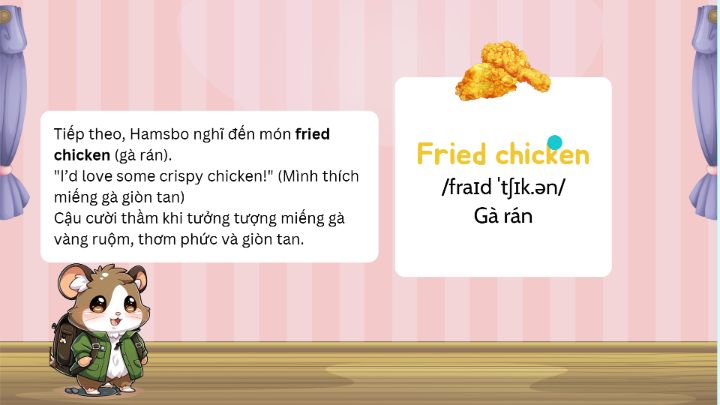 Tiếp theo, Hamsbo nghĩ đến món fried
chicken (gà rán).
"I'd love some crispy chicken!" (Mình thích
miếng gà giòn tan)
Cậu cười thầm khi tưởng tượng miếng gà
vàng ruộm, thơm phức và giòn tan.
Fried chicken
/fraɪd ˈtʃɪk.ən/
Gà rán